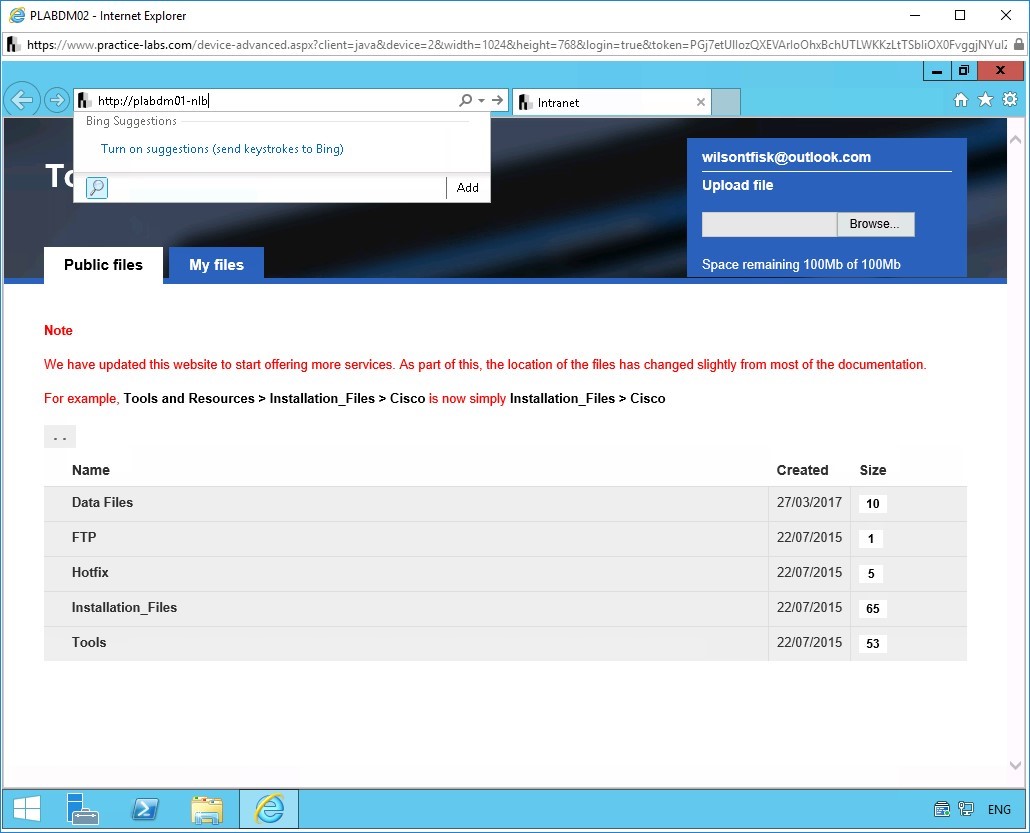 PLABDM02 - Internet Explorer
https://www.practice-labs.com/device-advanced.aspx?client=java&device=2&width=1024&height=768&login=true&token=
http://plabdm01-nlb
Intranet
Bing Suggestions
Turn on suggestions (send keystrokes to Bing)
Add
To
wilsontfisk@outlook.com
Upload file
Browse...
Space remaining 100Mb of 100Mb
Public files
My files
Note
We have updated this website to start offering more services. As part of this, the location of the files has changed slightly from most of the documentation.
For example, Tools and Resources > Installation_Files > Cisco is now simply Installation_Files > Cisco
. .
Name Created Size
Data Files 27/03/2017 10
FTP 22/07/2015 1
Hotfix 22/07/2015 5
Installation_Files 22/07/2015 65
Tools 22/07/2015 53
ENG